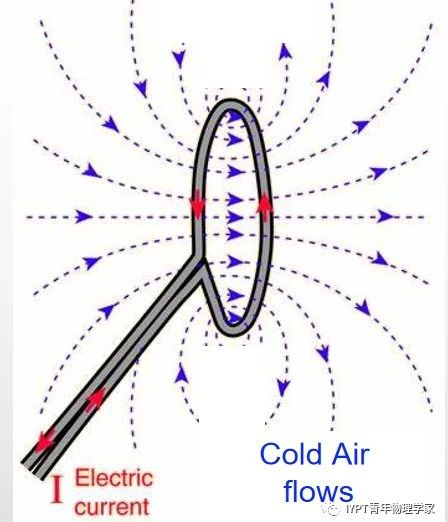 Cold Air
flows
I Electric
current
IYPT青年物理学家